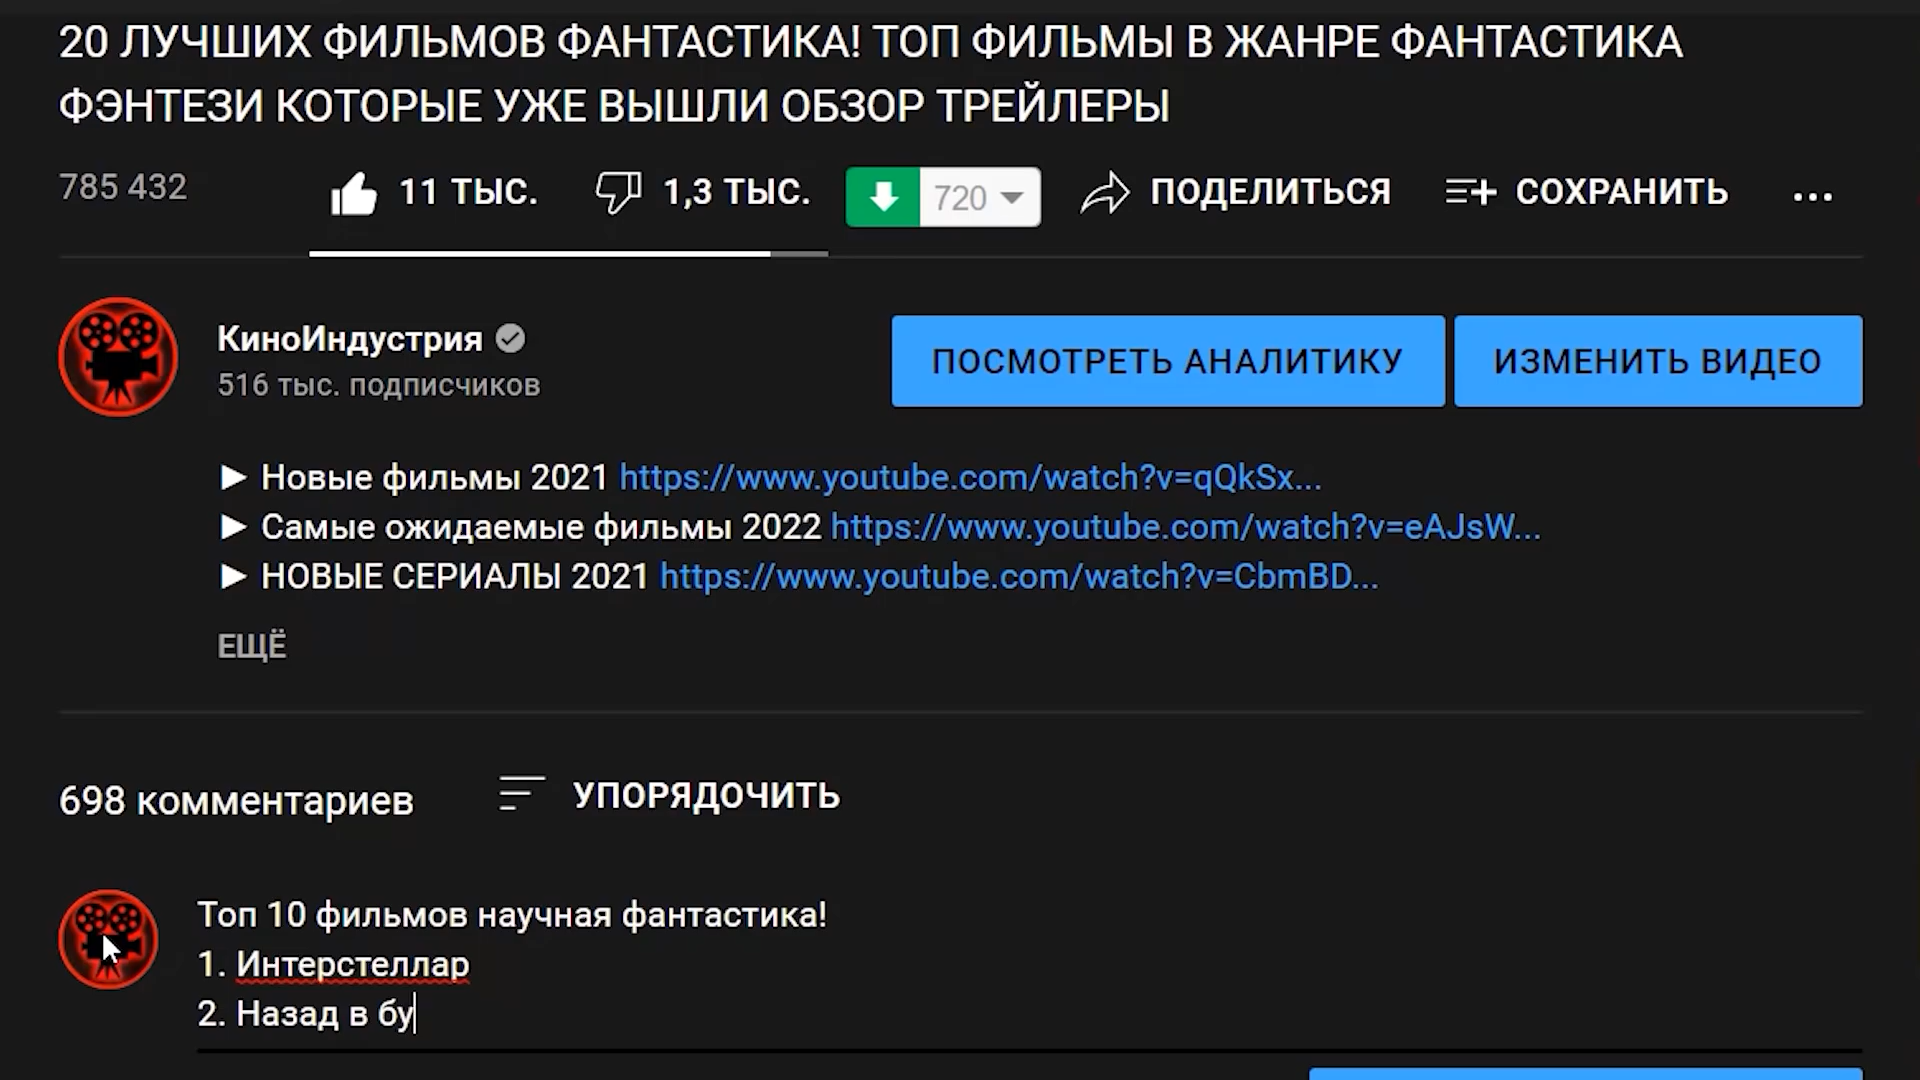 20 ЛУЧШИХ ФИЛЬМОВ ФАНТАСТИКА! ТОП ФИЛЬМЫ В ЖАНРЕ ФАНТАСТИКА
ФЭНТЕЗИ КОТОРЫЕ УЖЕ ВЫШЛИ ОБЗОР ТРЕЙЛЕРЫ
785 432 11 ТЫС. 1,3 ТЫС. 720 ПОДЕЛИТЬСЯ СОХРАНИТЬ ...
КиноИндустрия
516 тыс. подписчиков
ПОСМОТРЕТЬ АНАЛИТИКУ ИЗМЕНИТЬ ВИДЕО
► Новые фильмы 2021 https://www.youtube.com/watch?v=qQkSx...
► Самые ожидаемые фильмы 2022 https://www.youtube.com/watch?v=eAJsW...
► НОВЫЕ СЕРИАЛЫ 2021 https://www.youtube.com/watch?v=CbmBD...
ЕЩЁ
698 комментариев УПОРЯДОЧИТЬ
Топ 10 фильмов научная фантастика!
1. Интерстеллар
2. Назад в бу